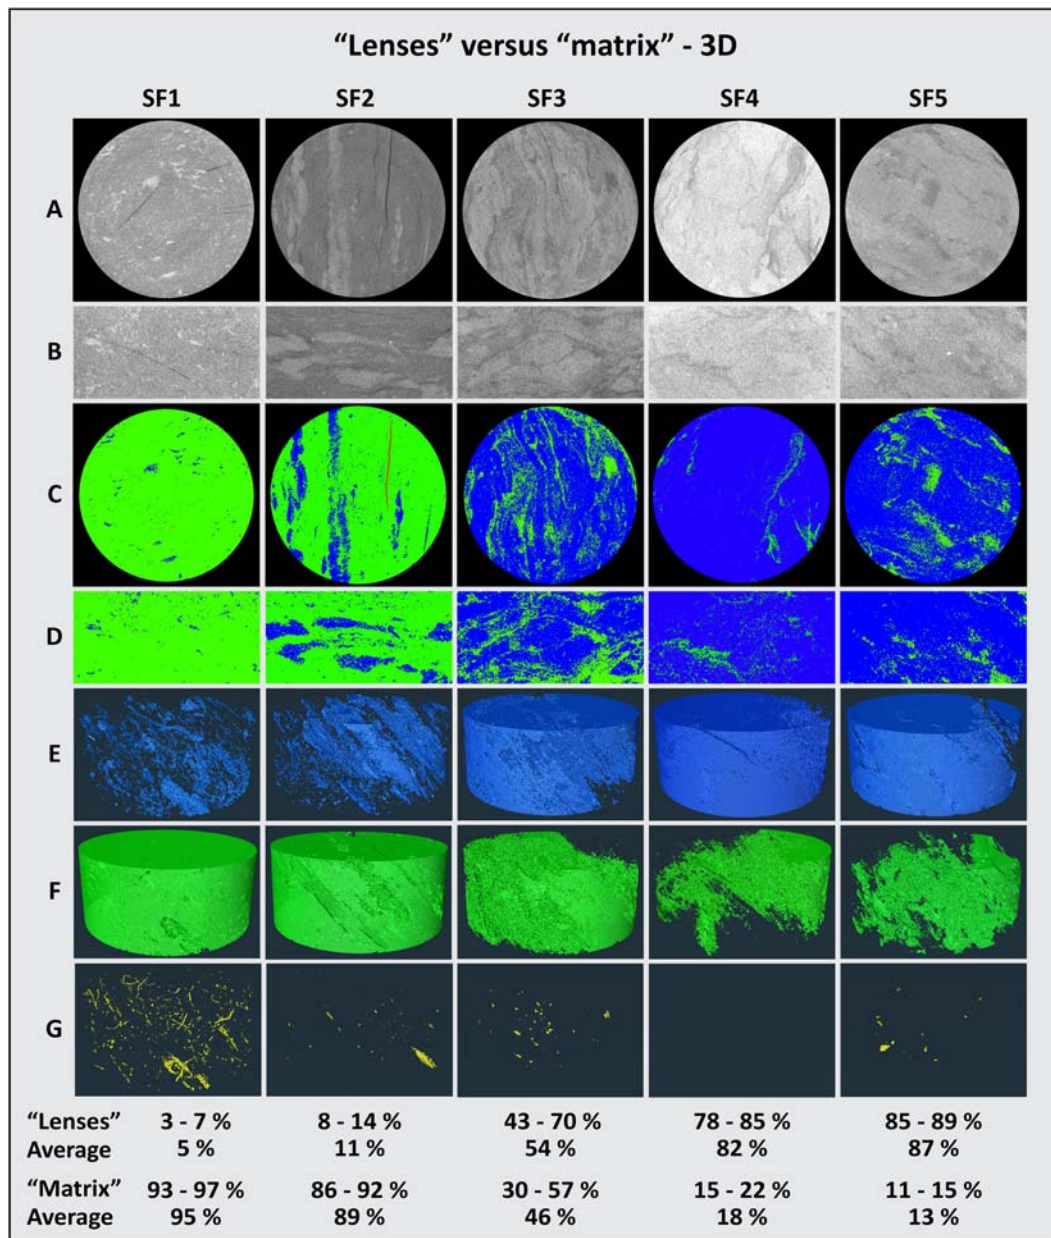 “Lenses” versus “matrix” - 3D
SF1 SF2 SF3 SF4 SF5
A
B
C
D
E
F
G
“Lenses” 3 - 7 % 8 - 14 % 43 - 70 % 78 - 85 % 85 - 89 %
Average 5 % 11 % 54 % 82 % 87 %
“Matrix” 93 - 97 % 86 - 92 % 30 - 57 % 15 - 22 % 11 - 15 %
Average 95 % 89 % 46 % 18 % 13 %